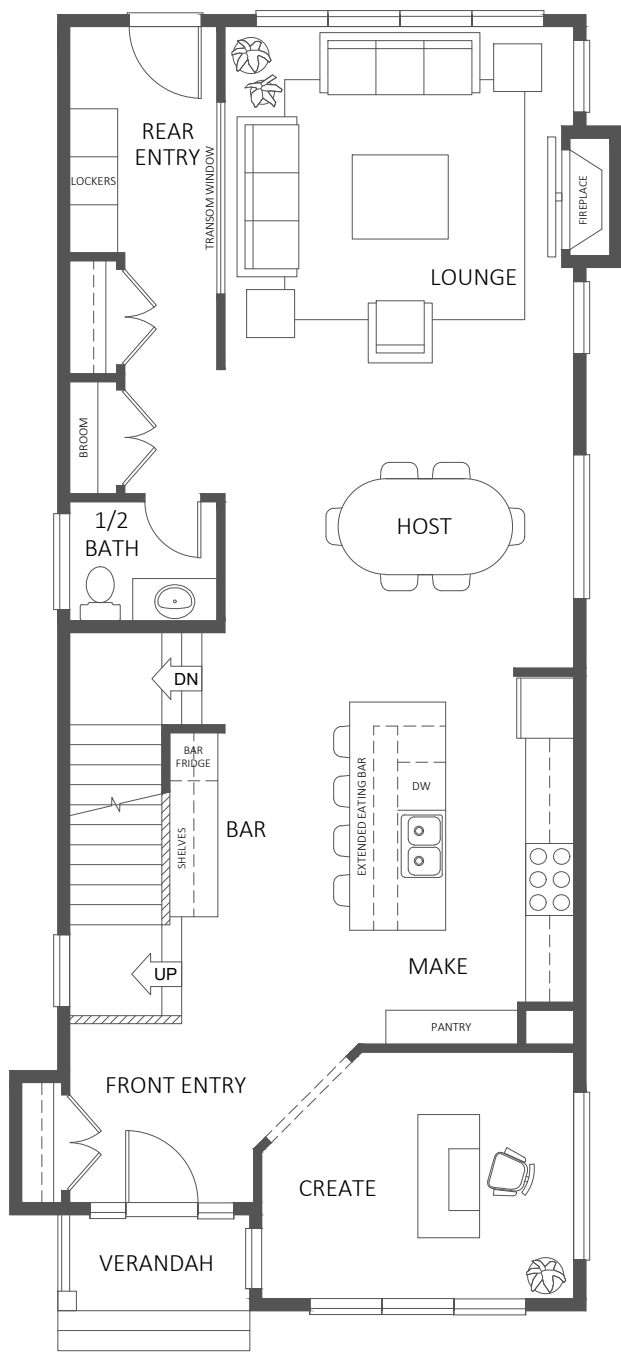 REAR
ENTRY
LOCKERS
TRANSOM WINDOW
FIREPLACE
LOUNGE
BROOM
1/2
BATH
HOST
DN
BAR
FRIDGE
SHELVES
BAR
EXTENDED EATING BAR
DW
UP
MAKE
PANTRY
FRONT ENTRY
CREATE
VERANDAH